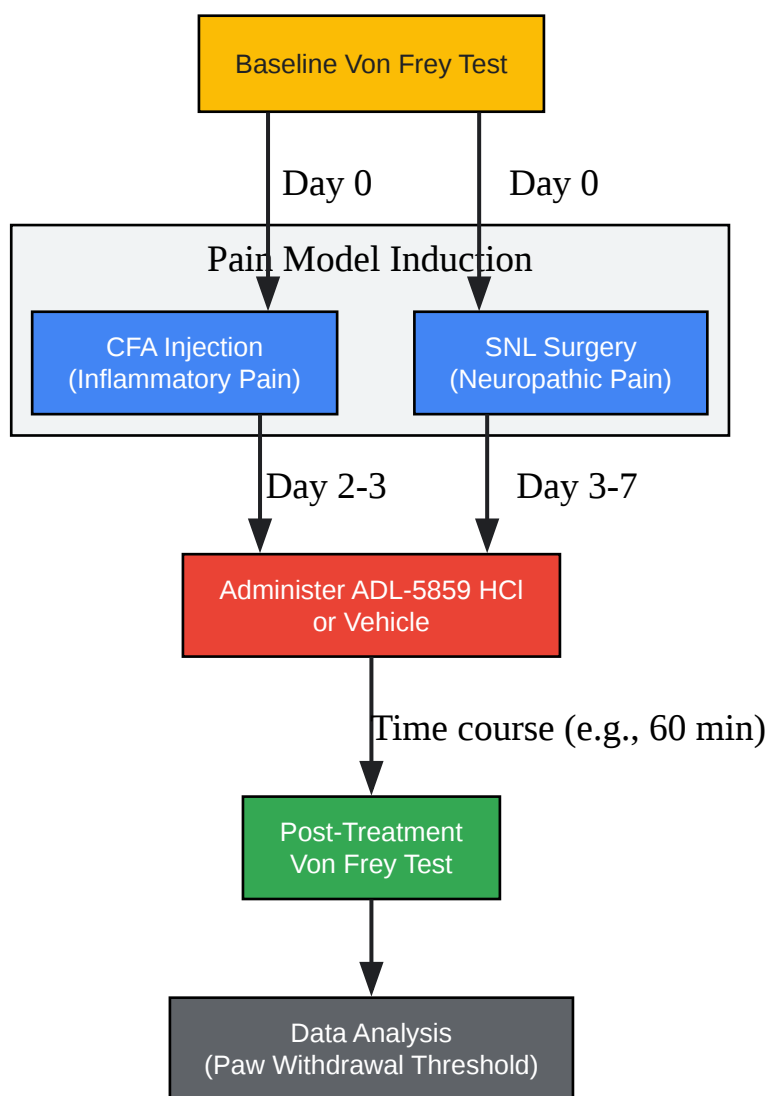 Baseline Von Frey Test
Day 0
Day 0
Pain Model Induction
CFA Injection
(Inflammatory Pain)
SNL Surgery
(Neuropathic Pain)
Day 2-3
Day 3-7
Administer ADL-5859 HCl
or Vehicle
Time course (e.g., 60 min)
Post-Treatment
Von Frey Test
Data Analysis
(Paw Withdrawal Threshold)